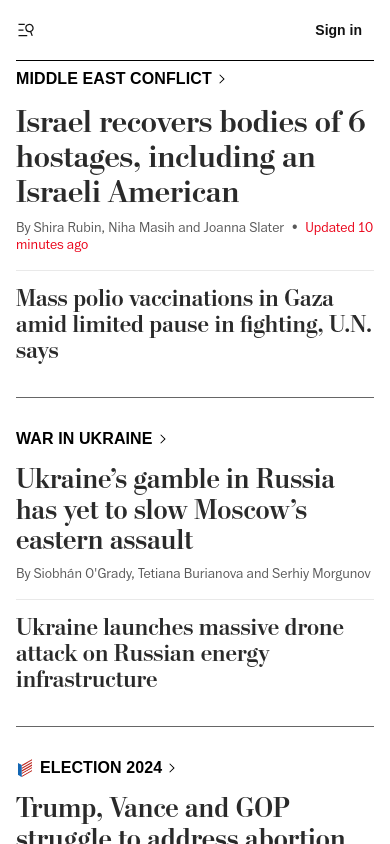 Sign in
MIDDLE EAST CONFLICT
Israel recovers bodies of 6
hostages, including an
Israeli American
By Shira Rubin, Niha Masih and Joanna Slater • Updated 10
minutes ago
Mass polio vaccinations in Gaza
amid limited pause in fighting, U.N.
says
WAR IN UKRAINE
Ukraine’s gamble in Russia
has yet to slow Moscow’s
eastern assault
By Siobhán O'Grady, Tetiana Burianova and Serhiy Morgunov
Ukraine launches massive drone
attack on Russian energy
infrastructure
ELECTION 2024
Trump, Vance and GOP
struggle to address abortion